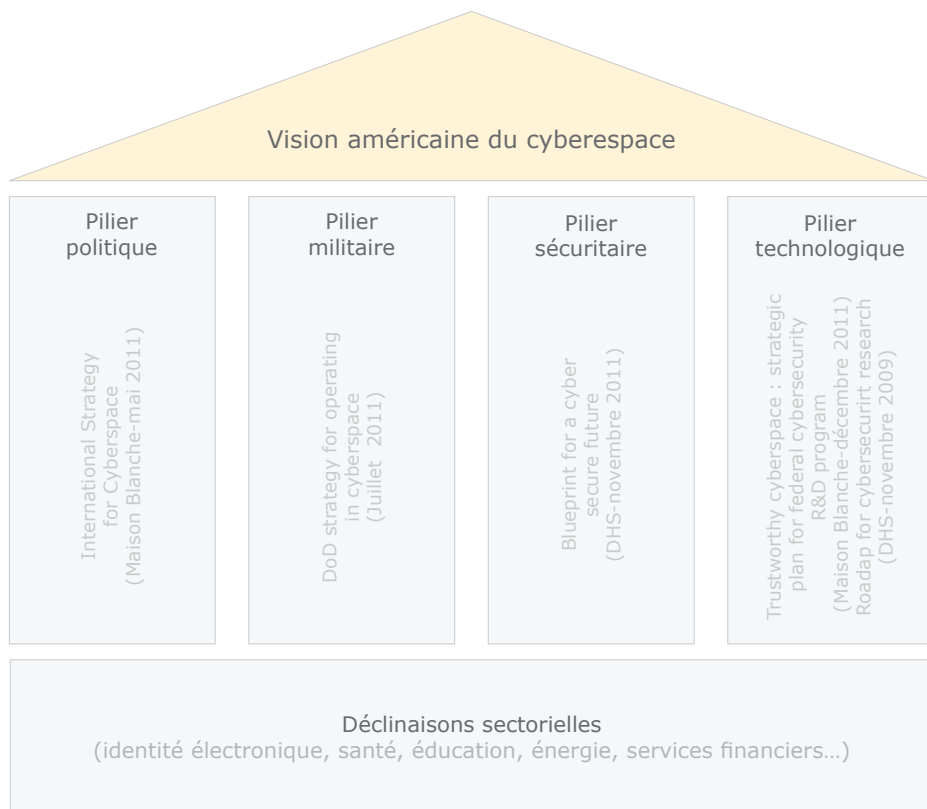 Vision américaine du cyberespace
Pilier
politique
International Strategy
for Cyberspace
(Maison Blanche-mai 2011)
Pilier
militaire
DoD strategy for operating
in cyberspace
(Juillet 2011)
Pilier
sécuritaire
Blueprint for a cyber
secure future
(DHS-novembre 2011)
Pilier
technologique
Trustworthy cyberspace : strategic
plan for federal cybersecurity
R&D program
(Maison Blanche-décembre 2011)
Roadap for cybersecurirt research
(DHS-novembre 2009)
Déclinaisons sectorielles
(identité électronique, santé, éducation, énergie, services financiers...)